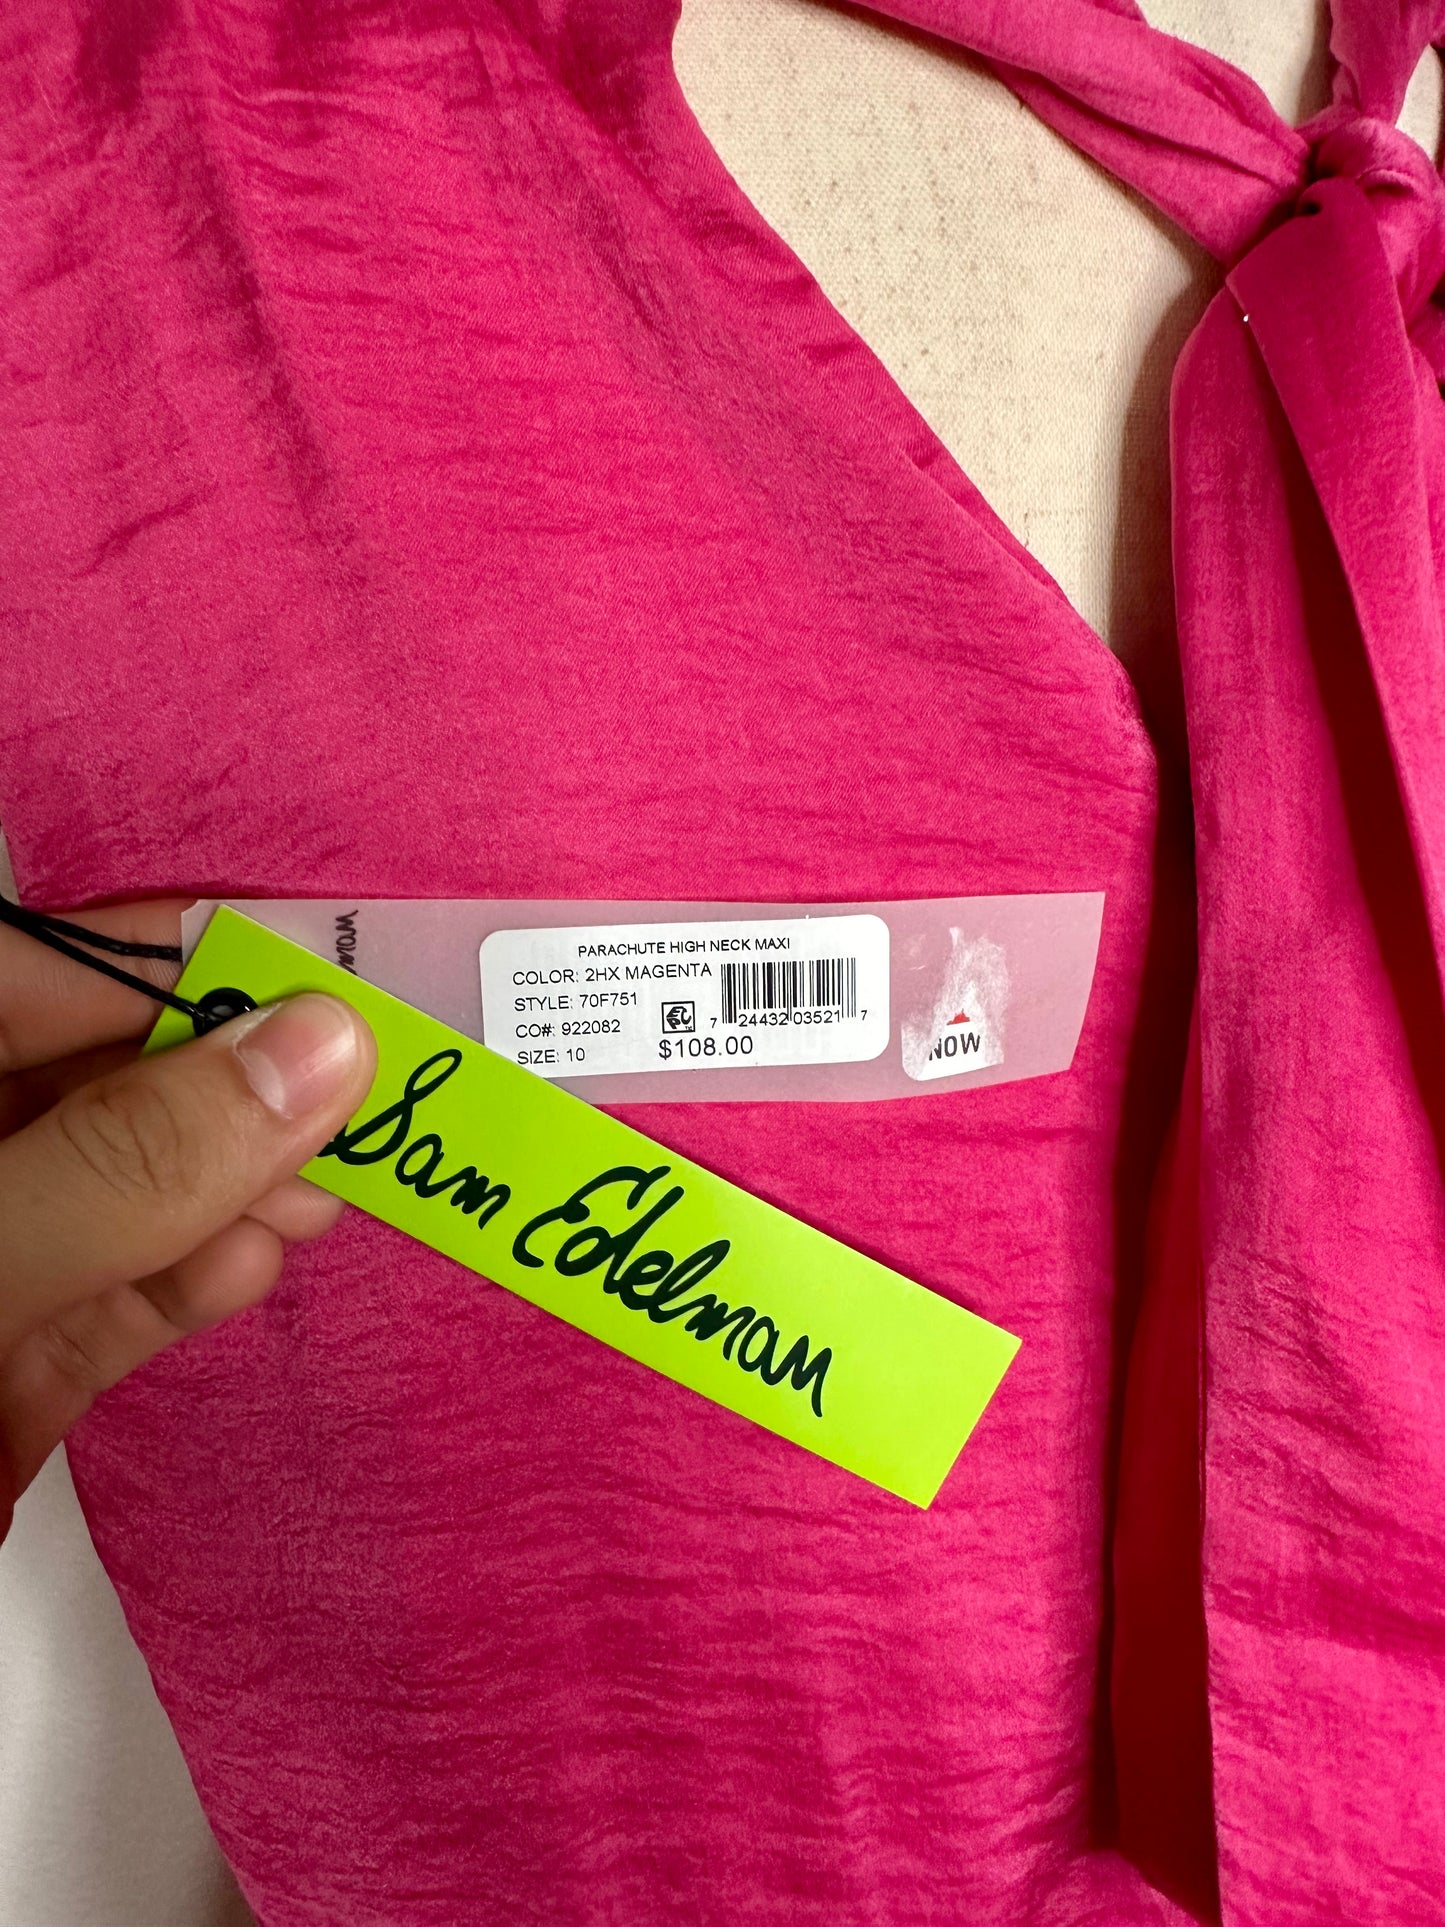 PARACHUTE HIGH NECK MAXI
COLOR: 2HX MAGENTA
STYLE: 70F751
CO#: 922082
SIZE: 10
$108.00
7 24432 03521 7
NOW
Sam Edelman